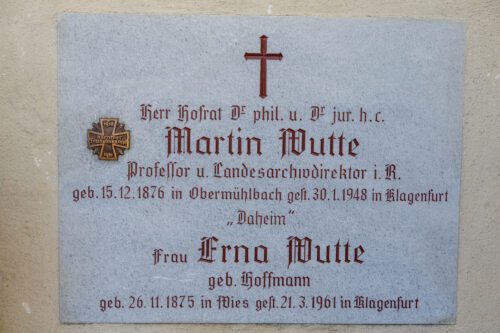 Herr Hofrat Dr phil. u. Dr jur. h.c.
Martin Wutte
Professor u. Landesarchivdirektor i. R.
geb. 15.12.1876 in Obermühlbach gest. 30.1.1948 in Klagenfurt
„Daheim“
Frau Erna Wutte
geb. Hoffmann
geb. 26.11.1875 in Wies gest. 21.3.1961 in Klagenfurt